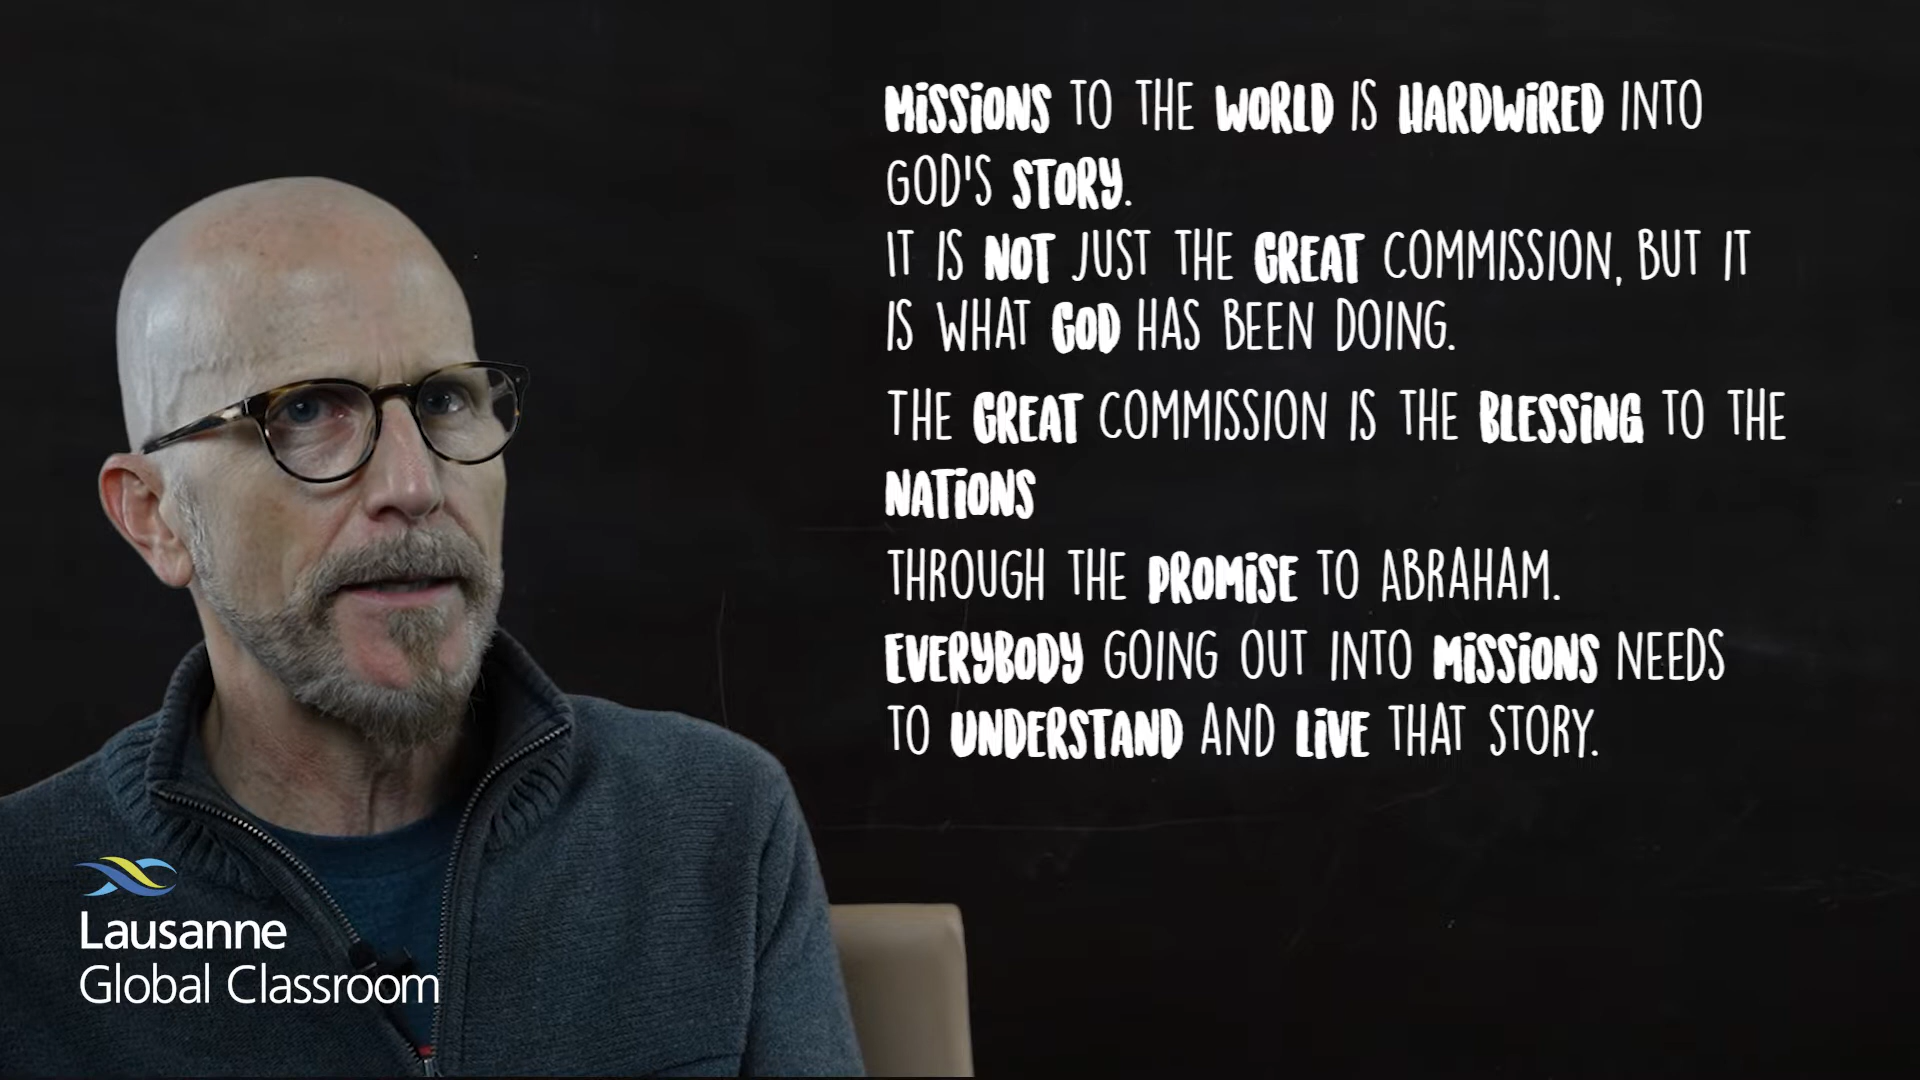 MISSIONS TO THE WORLD IS HARDWIRED INTO
GOD'S STORY.
IT IS NOT JUST THE GREAT COMMISSION, BUT IT
IS WHAT GOD HAS BEEN DOING.
THE GREAT COMMISSION IS THE BLESSING TO THE
NATIONS
THROUGH THE PROMISE TO ABRAHAM.
EVERYBODY GOING OUT INTO MISSIONS NEEDS
TO UNDERSTAND AND LIVE THAT STORY.
Lausanne
Global Classroom